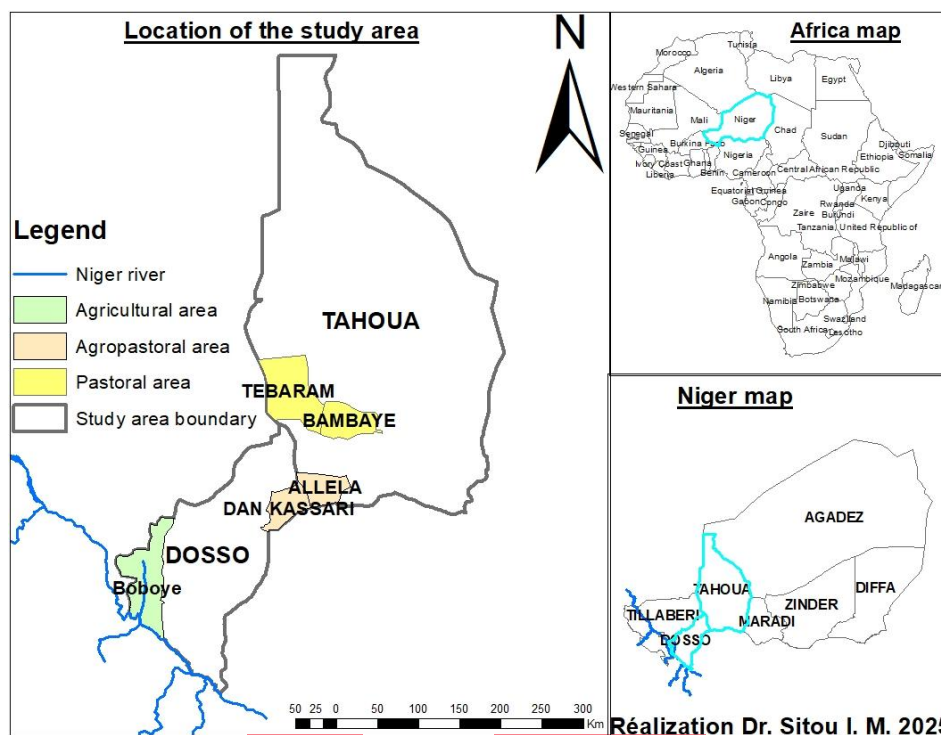 Location of the study area
N
Legend
Niger river
Agricultural area
Agropastoral area
Pastoral area
Study area boundary
TAHOUA
TEBARAM
BAMBAYE
ALLELA
DAN KASSARI
DOSSO
Boboye
50 25 0 50 100 150 200 250 300
Km
Africa map
Tunisia
Morocco
Algeria
Libya
Egypt
Western Sahara
Mauritania
Mali
Niger
Chad
Sudan
Senegal
Burkina Faso
Djibouti
Guinea
Nigeria
Ethiopia
Somalia
Ivory Coast
Ghana
Benin
Central African Republic
Liberia
Cameroon
Equatorial Guinea
Uganda
Gabon
Congo
Rwanda
Kenya
Zaire
Burundi
Tanzania, United Republic of
Angola
Malawi
Zambia
Mozambique
Zimbabwe
Madagascar
Namibia
Botswana
Swaziland
South Africa
Lesotho
Niger map
AGADEZ
TAHOUA
DIFFA
ZINDER
TILLABERI
MARADI
DOSSO
Réalization Dr. Sitou I. M. 2025